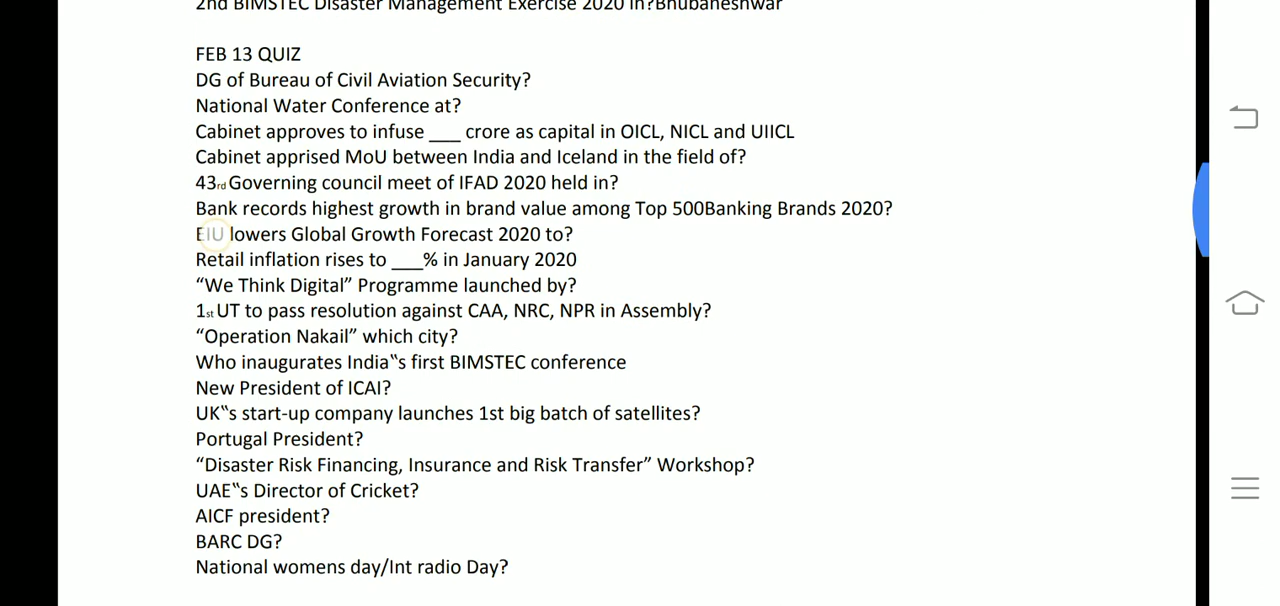 2nd BIMSTEC Disaster Management Exercise 2020 in?Bhubaneshwar
FEB 13 QUIZ
DG of Bureau of Civil Aviation Security?
National Water Conference at?
Cabinet approves to infuse ___ crore as capital in OICL, NICL and UIICL
Cabinet apprised MoU between India and Iceland in the field of?
43rd Governing council meet of IFAD 2020 held in?
Bank records highest growth in brand value among Top 500Banking Brands 2020?
EIU lowers Global Growth Forecast 2020 to?
Retail inflation rises to ___% in January 2020
“We Think Digital” Programme launched by?
1st UT to pass resolution against CAA, NRC, NPR in Assembly?
“Operation Nakail” which city?
Who inaugurates India‟s first BIMSTEC conference
New President of ICAI?
UK‟s start-up company launches 1st big batch of satellites?
Portugal President?
“Disaster Risk Financing, Insurance and Risk Transfer” Workshop?
UAE‟s Director of Cricket?
AICF president?
BARC DG?
National womens day/Int radio Day?